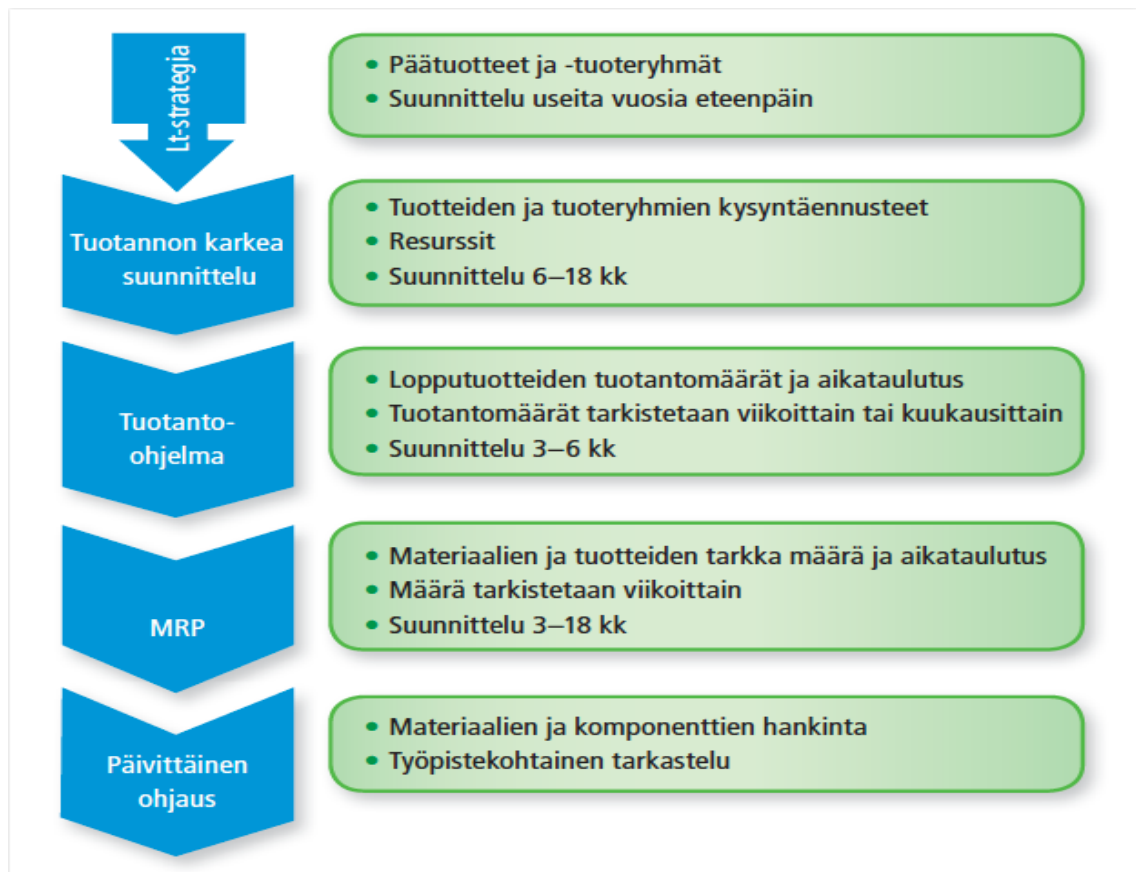 Lt-strategia
• Päätuotteet ja -tuoteryhmät
• Suunnittelu useita vuosia eteenpäin
Tuotannon karkea
suunnittelu
• Tuotteiden ja tuoteryhmien kysyntäennusteet
• Resurssit
• Suunnittelu 6–18 kk
Tuotanto-
ohjelma
• Lopputuotteiden tuotantomäärät ja aikataulutus
• Tuotantomäärät tarkistetaan viikoittain tai kuukausittain
• Suunnittelu 3–6 kk
MRP
• Materiaalien ja tuotteiden tarkka määrä ja aikataulutus
• Määrä tarkistetaan viikoittain
• Suunnittelu 3–18 kk
Päivittäinen
ohjaus
• Materiaalien ja komponenttien hankinta
• Työpistekohtainen tarkastelu